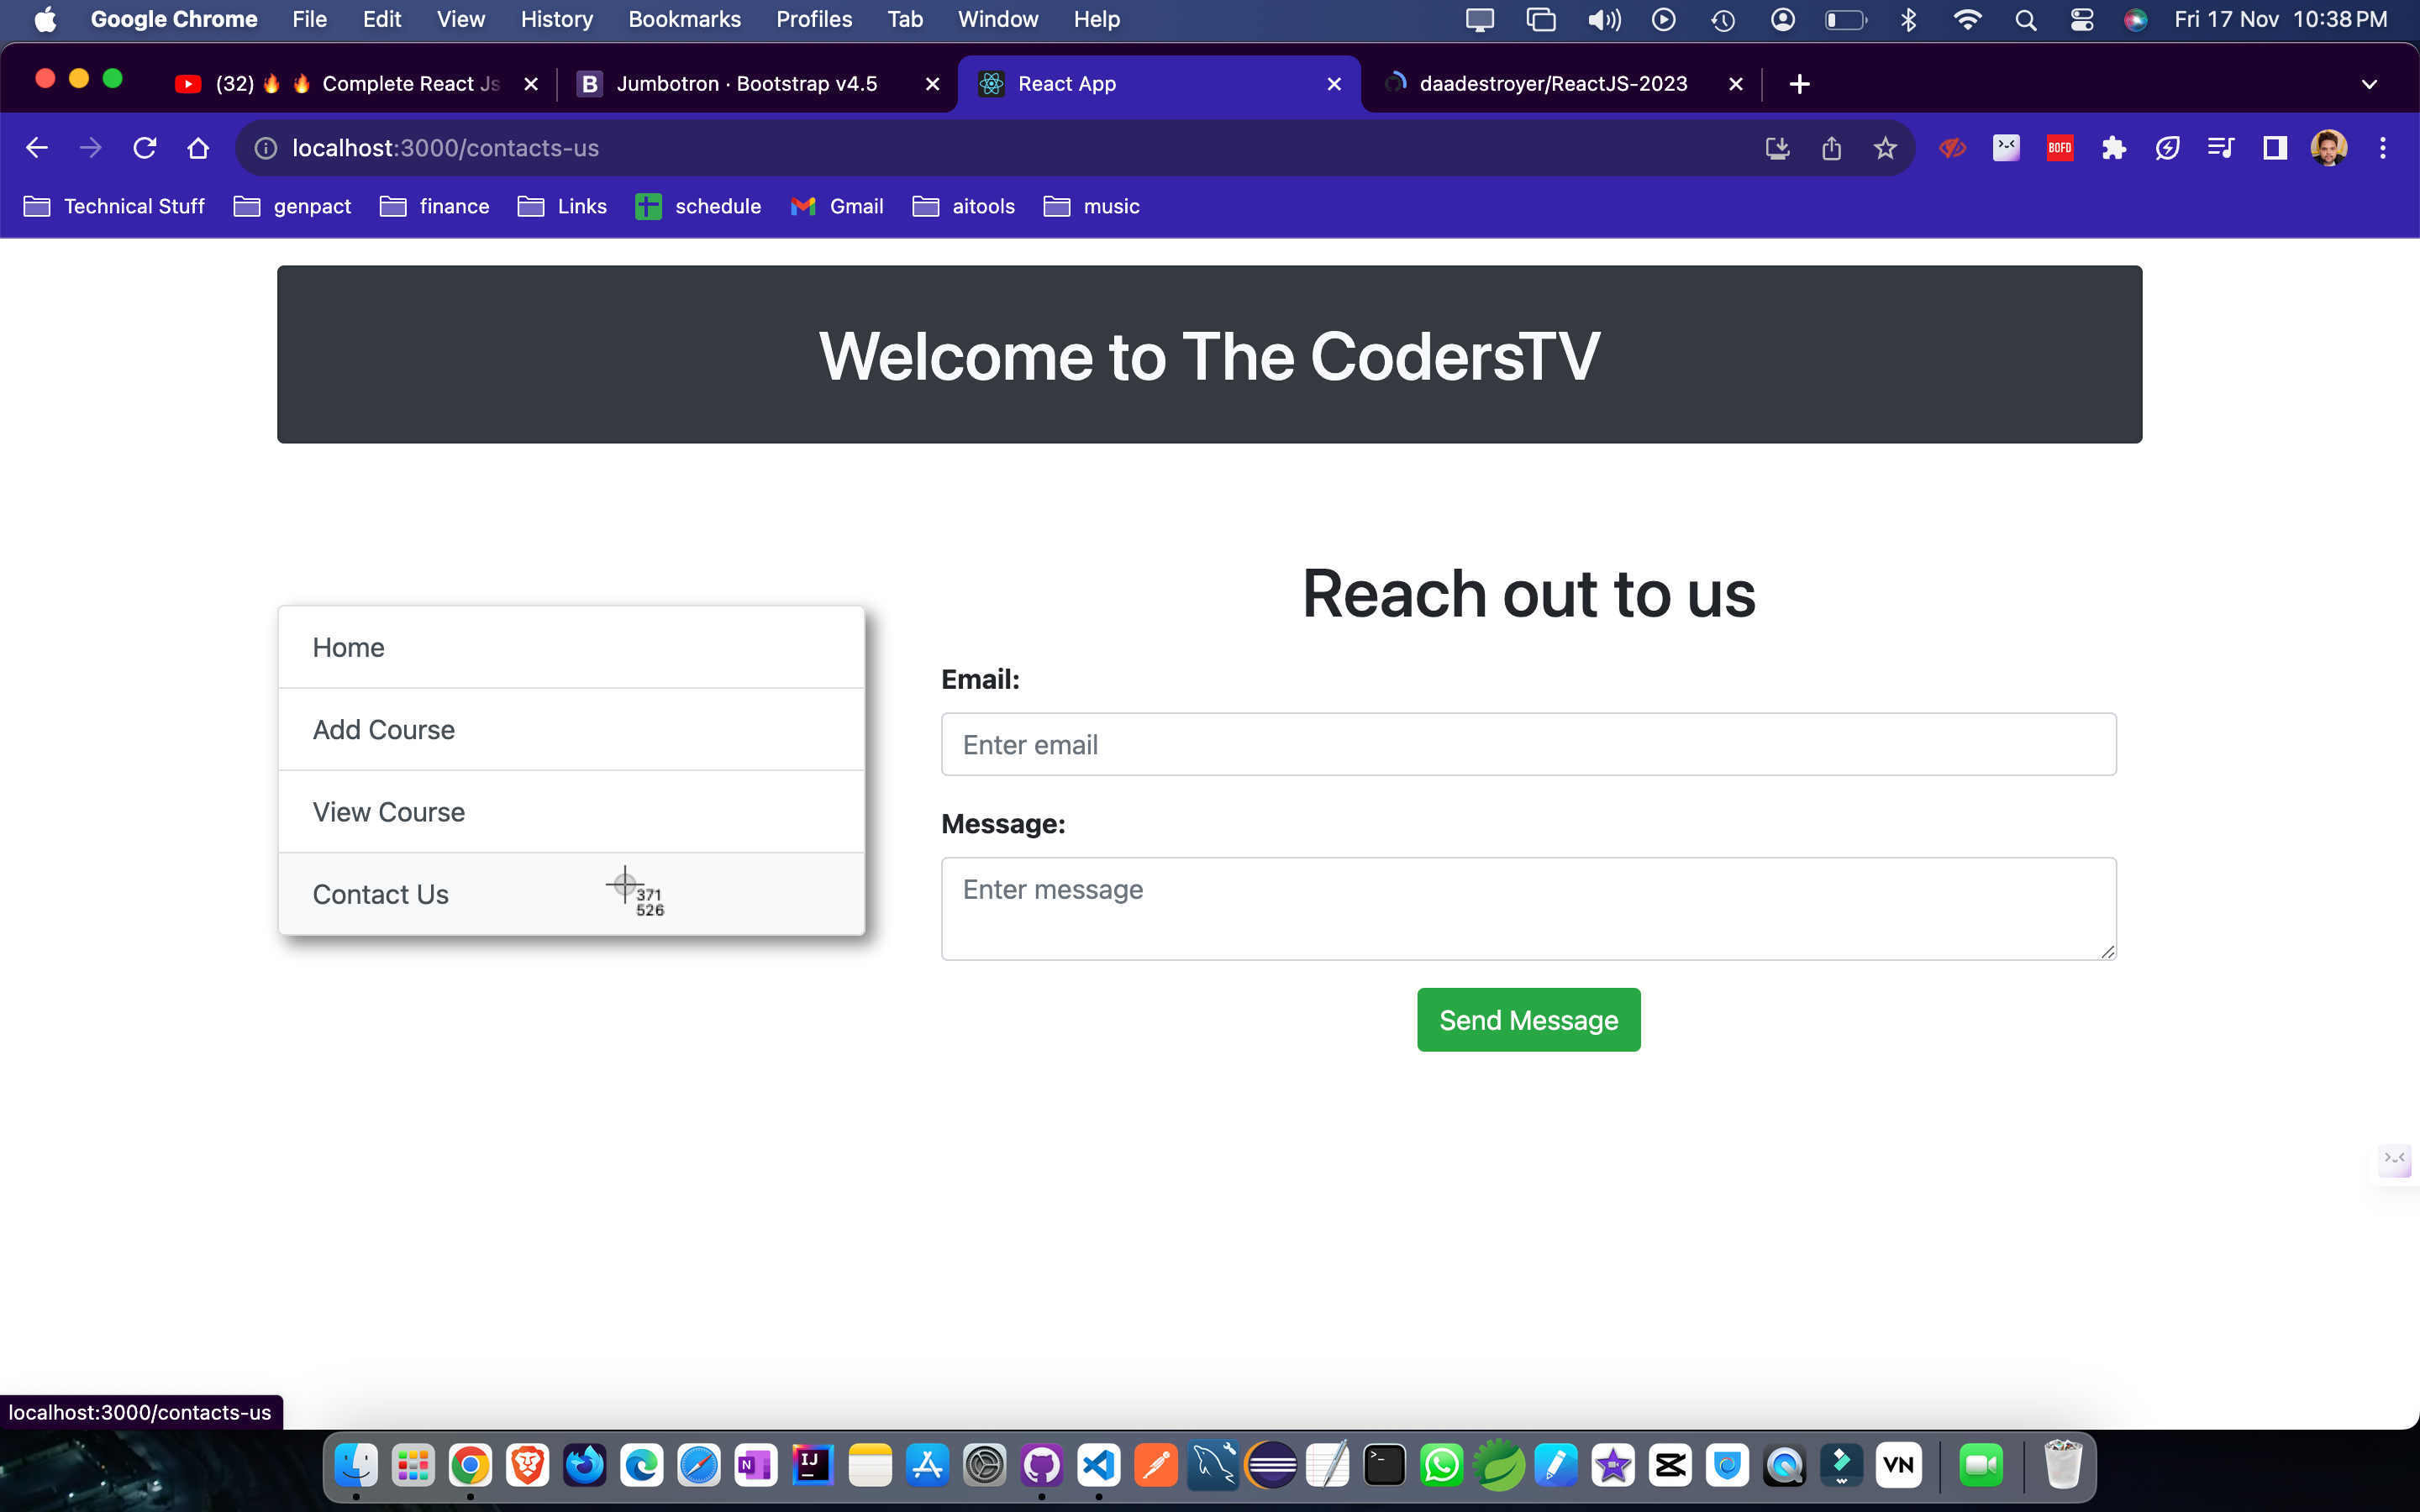 Google Chrome File Edit View History Bookmarks Profiles Tab Window Help Fri 17 Nov 10:38 PM
(32) 🔥 🔥 Complete React Js
B Jumbotron · Bootstrap v4.5
React App
daadestroyer/ReactJS-2023
localhost:3000/contacts-us
BOFD
Technical Stuff genpact finance Links schedule Gmail aitools music
Welcome to The CodersTV
Reach out to us
Home
Add Course
View Course
Contact Us
371
526
Email:
Enter email
Message:
Enter message
Send Message
localhost:3000/contacts-us
N
IJ
VN